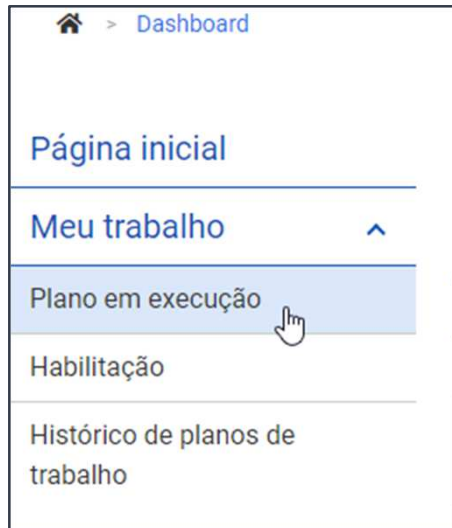 > Dashboard
Página inicial
Meu trabalho
Plano em execução
Habilitação
Histórico de planos de
trabalho